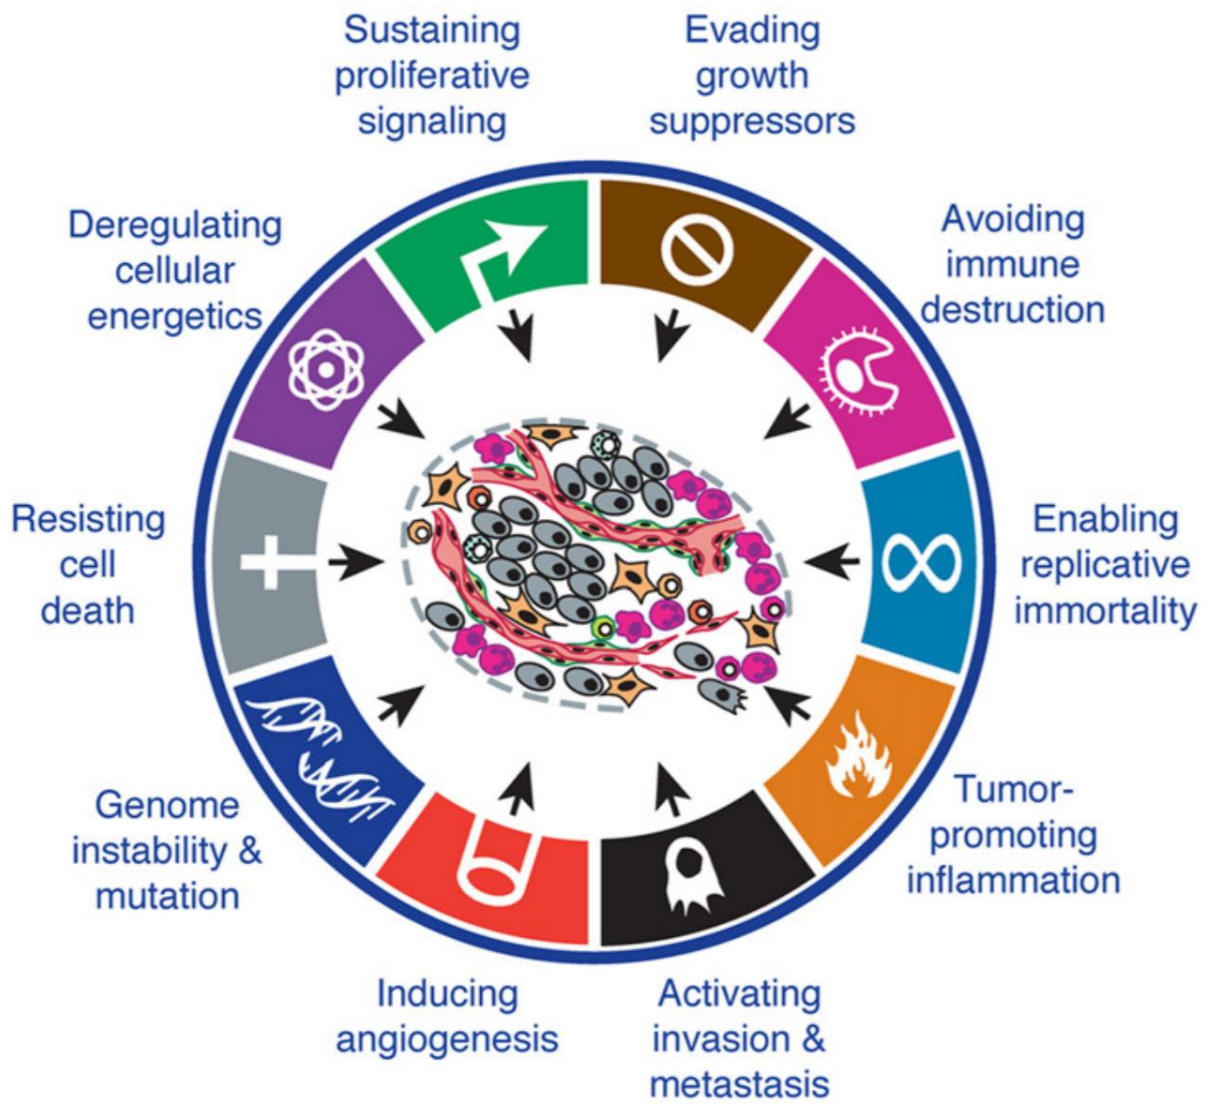 Sustaining
proliferative
signaling
Evading
growth
suppressors
Deregulating
cellular
energetics
Avoiding
immune
destruction
Resisting
cell
death
Enabling
replicative
immortality
Genome
instability &
mutation
Tumor-
promoting
inflammation
Inducing
angiogenesis
Activating
invasion &
metastasis